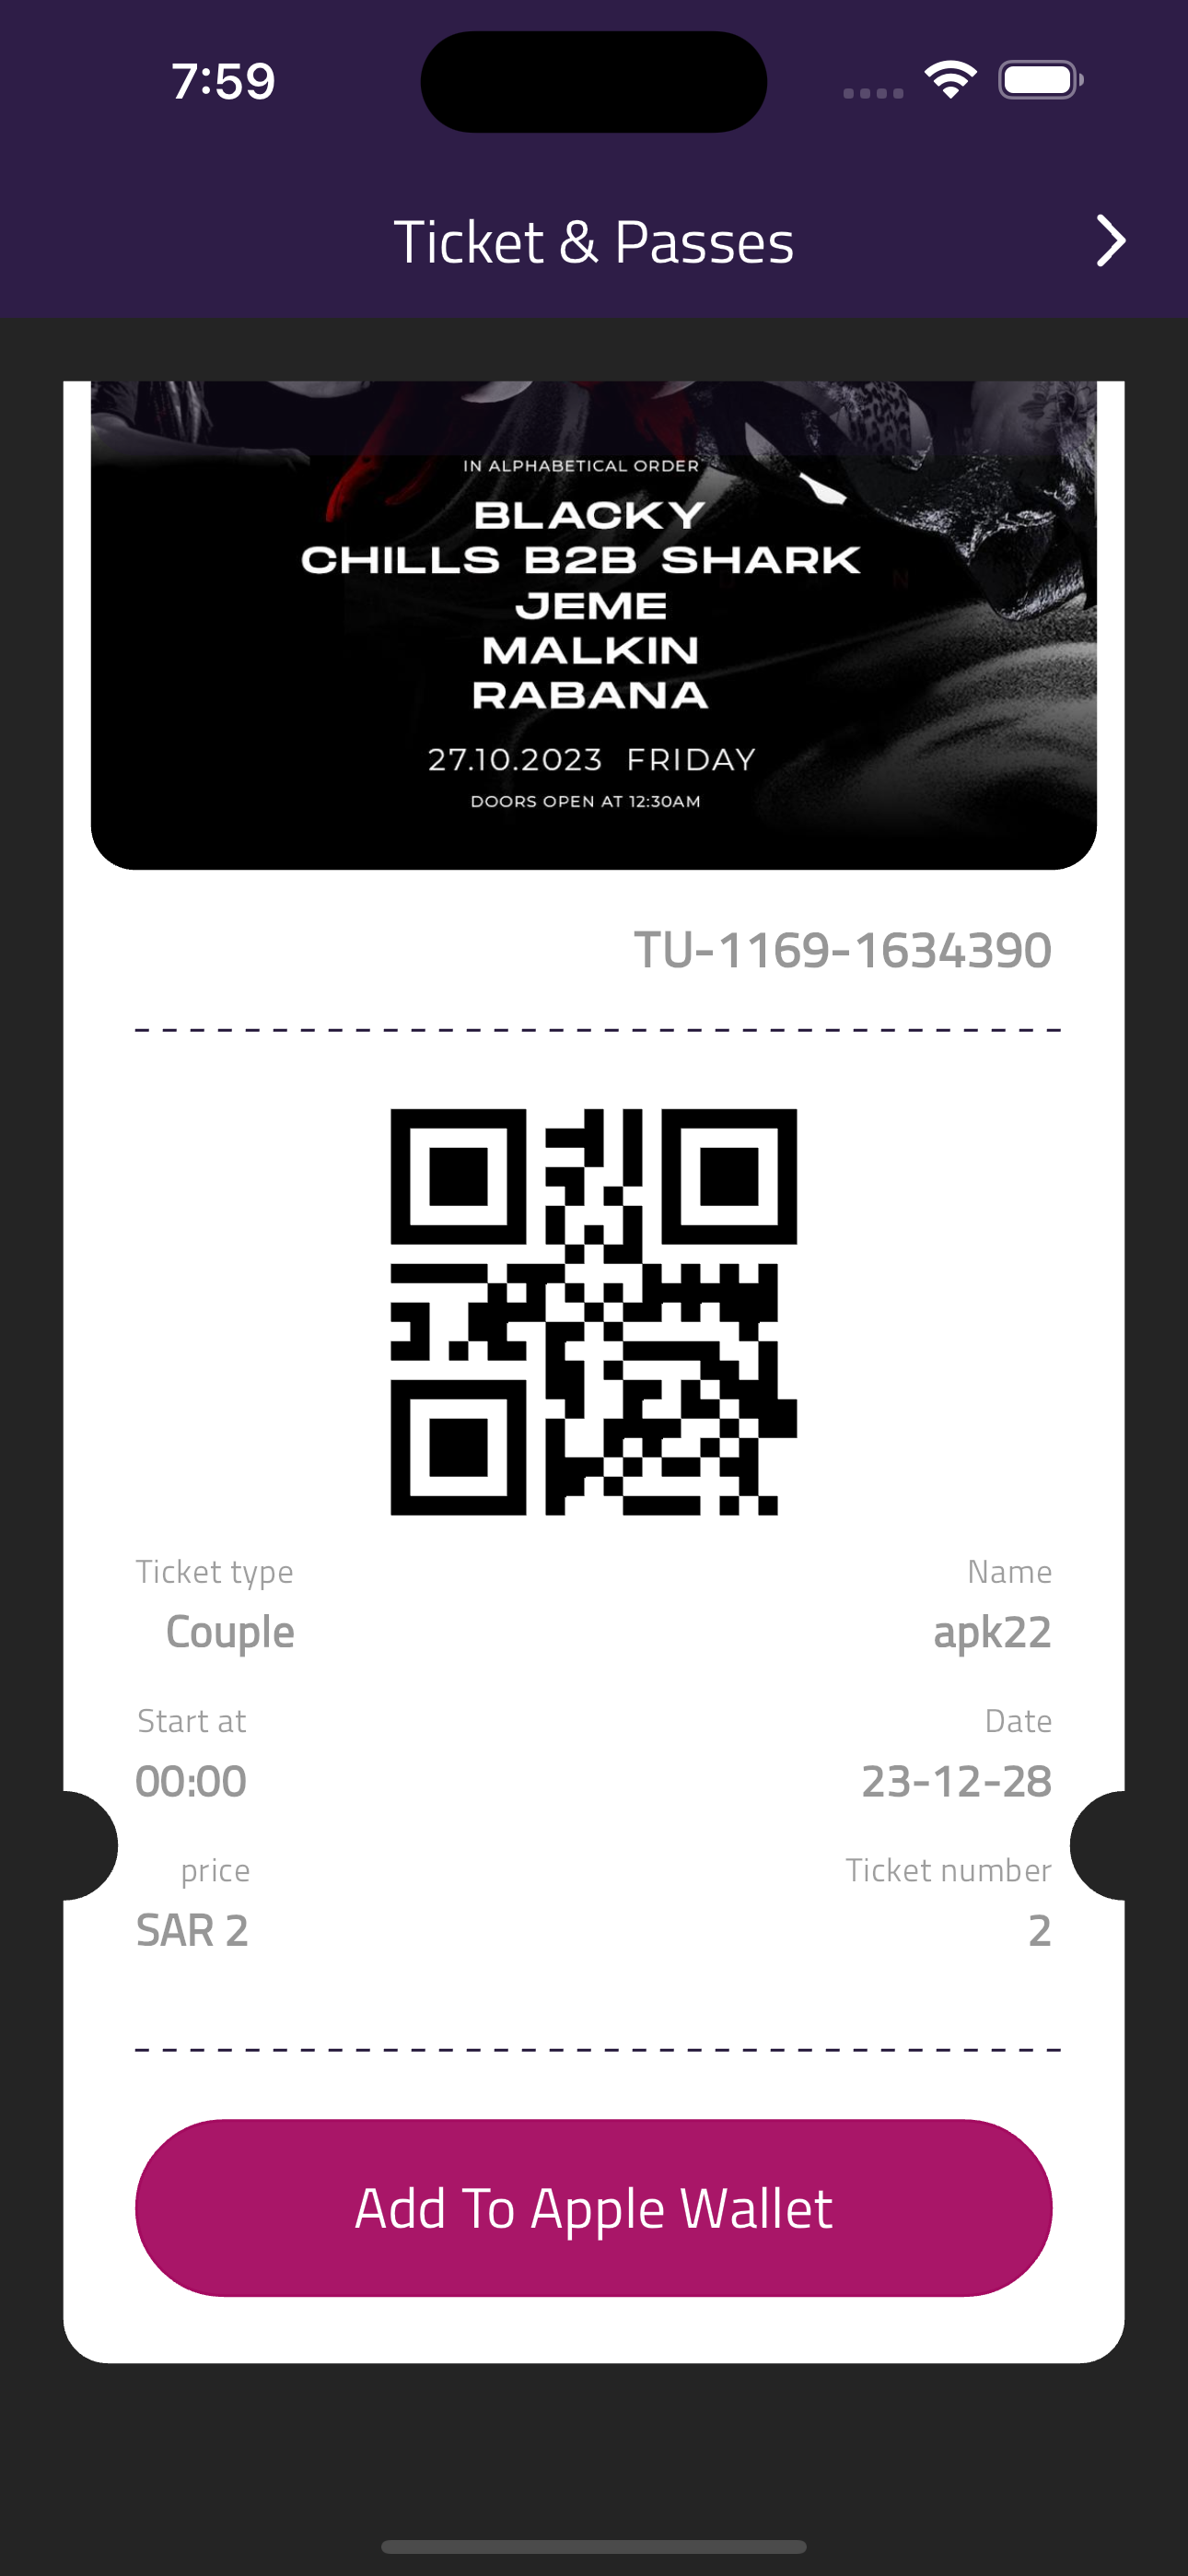 7:59
Ticket & Passes
IN ALPHABETICAL ORDER
BLACKY
CHILLS B2B SHARK
JEME
MALKIN
RABANA
27.10.2023 FRIDAY
DOORS OPEN AT 12:30AM
TU-1169-1634390
Ticket type Name
Couple apk22
Start at Date
00:00 23-12-28
price Ticket number
SAR 2 2
Add To Apple Wallet